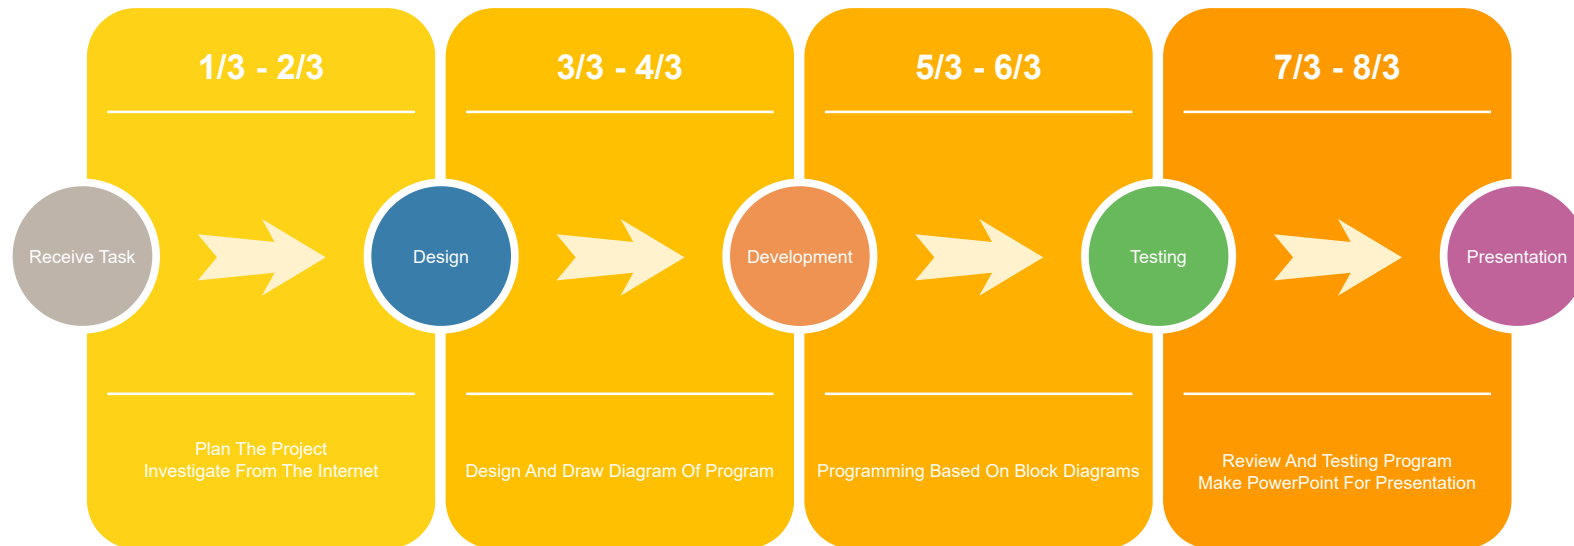 1/3 - 2/3
3/3 - 4/3
5/3 - 6/3
7/3 - 8/3
Receive Task
Design
Development
Testing
Presentation
Plan The Project
Investigate From The Internet
Design And Draw Diagram Of Program
Programming Based On Block Diagrams
Review And Testing Program
Make PowerPoint For Presentation